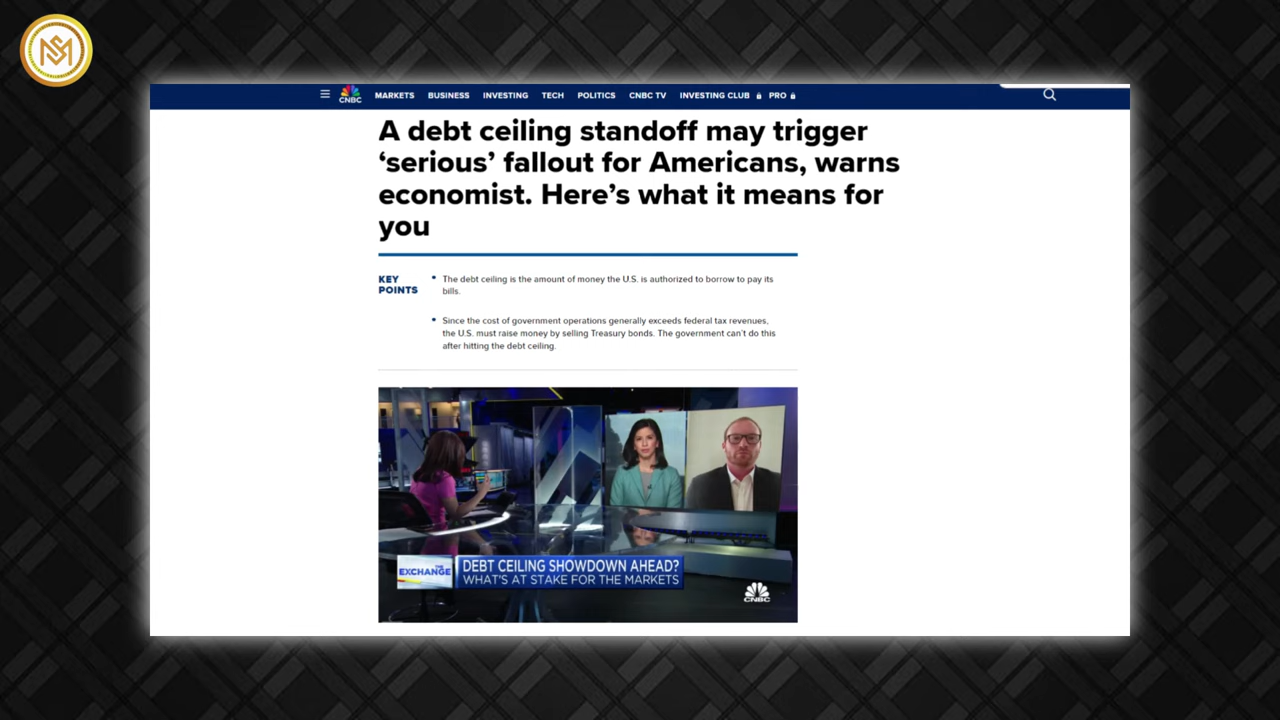 SM
CNBC
MARKETS BUSINESS INVESTING TECH POLITICS CNBC TV INVESTING CLUB PRO
A debt ceiling standoff may trigger
‘serious’ fallout for Americans, warns
economist. Here’s what it means for
you
KEY
POINTS
The debt ceiling is the amount of money the U.S. is authorized to borrow to pay its
bills.
Since the cost of government operations generally exceeds federal tax revenues,
the U.S. must raise money by selling Treasury bonds. The government can’t do this
after hitting the debt ceiling.
THE
EXCHANGE
DEBT CEILING SHOWDOWN AHEAD?
WHAT'S AT STAKE FOR THE MARKETS
CNBC